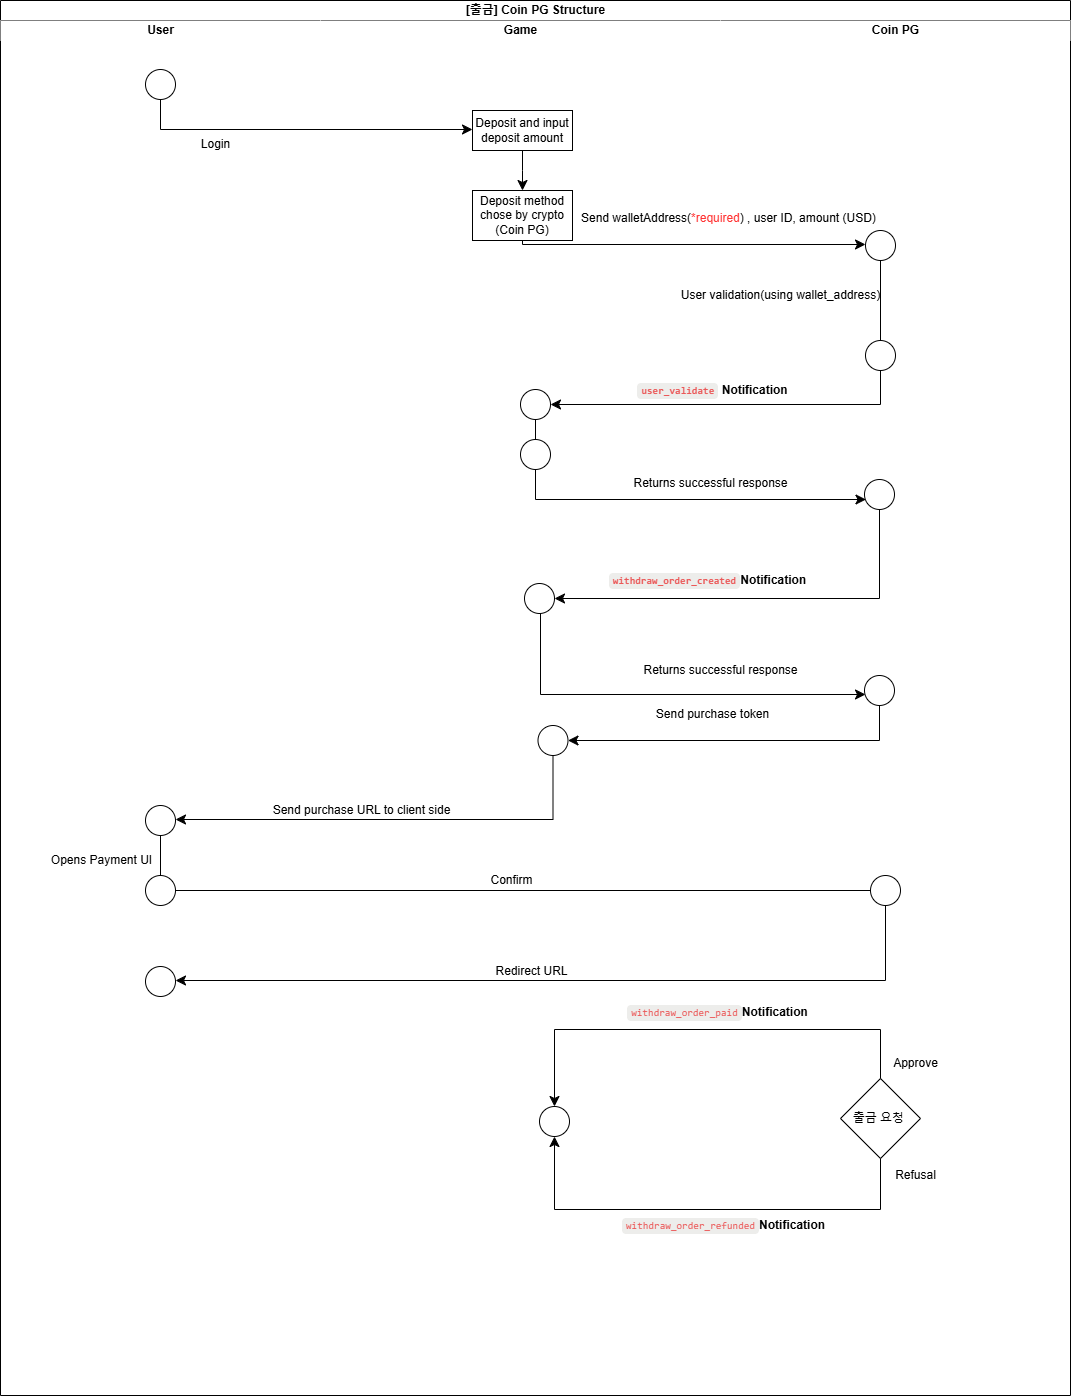 [출금] Coin PG Structure
User
Game
Coin PG
Login
Deposit and input
deposit amount
Deposit method
chose by crypto
(Coin PG)
Send walletAddress(*required) , user ID, amount (USD)
User validation(using wallet_address)
user_validate Notification
Returns successful response
withdraw_order_created Notification
Returns successful response
Send purchase token
Send purchase URL to client side
Opens Payment UI
Confirm
Redirect URL
withdraw_order_paid Notification
Approve
출금 요청
Refusal
withdraw_order_refunded Notification